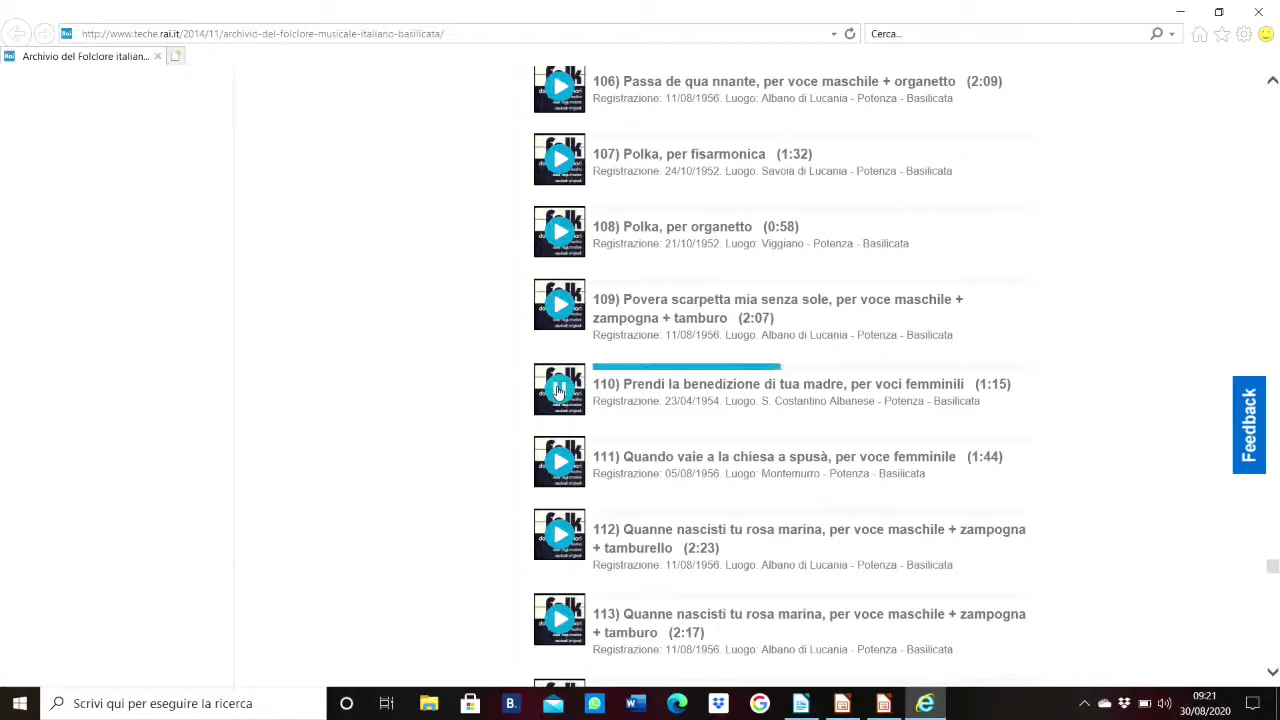 http://www.teche.rai.it/2014/11/archivio-del-folclore-musicale-italiano-basilicata/
Cerca...
Rai Archivio del Folclore italian...
106) Passa de qua nnante, per voce maschile + organetto (2:09)
Registrazione: 11/08/1956. Luogo: Albano di Lucania - Potenza - Basilicata
folk
107) Polka, per fisarmonica (1:32)
Registrazione: 24/10/1952. Luogo: Savoia di Lucania - Potenza - Basilicata
folk
108) Polka, per organetto (0:58)
Registrazione: 21/10/1952. Luogo: Viggiano - Potenza - Basilicata
folk
109) Povera scarpetta mia senza sole, per voce maschile +
zampogna + tamburo (2:07)
Registrazione: 11/08/1956. Luogo: Albano di Lucania - Potenza - Basilicata
folk
110) Prendi la benedizione di tua madre, per voci femminili (1:15)
Registrazione: 23/04/1954. Luogo: S. Costantino Albanese - Potenza - Basilicata
Feedback
folk
111) Quando vaie a la chiesa a spusà, per voce femminile (1:44)
Registrazione: 05/08/1956. Luogo: Montemurro - Potenza - Basilicata
folk
112) Quanne nascisti tu rosa marina, per voce maschile + zampogna
+ tamburello (2:23)
Registrazione: 11/08/1956. Luogo: Albano di Lucania - Potenza - Basilicata
folk
113) Quanne nascisti tu rosa marina, per voce maschile + zampogna
+ tamburo (2:17)
Registrazione: 11/08/1956. Luogo: Albano di Lucania - Potenza - Basilicata
Scrivi qui per eseguire la ricerca
09:21
30/08/2020